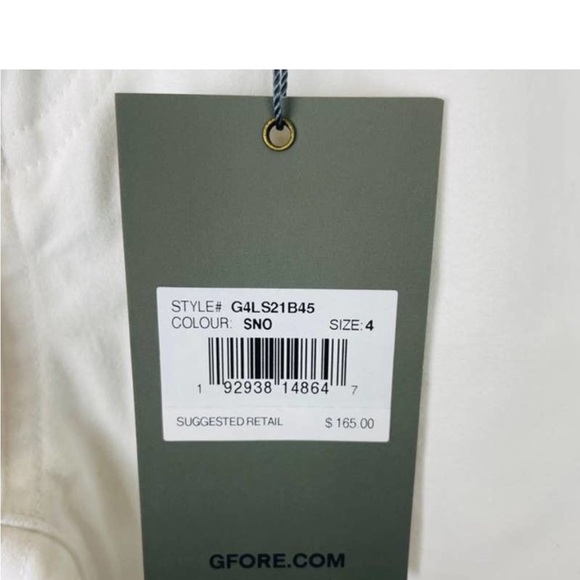 STYLE# G4LS21B45
COLOUR: SNO SIZE: 4
1 92938 14864 7
SUGGESTED RETAIL $ 165.00
GFORE.COM